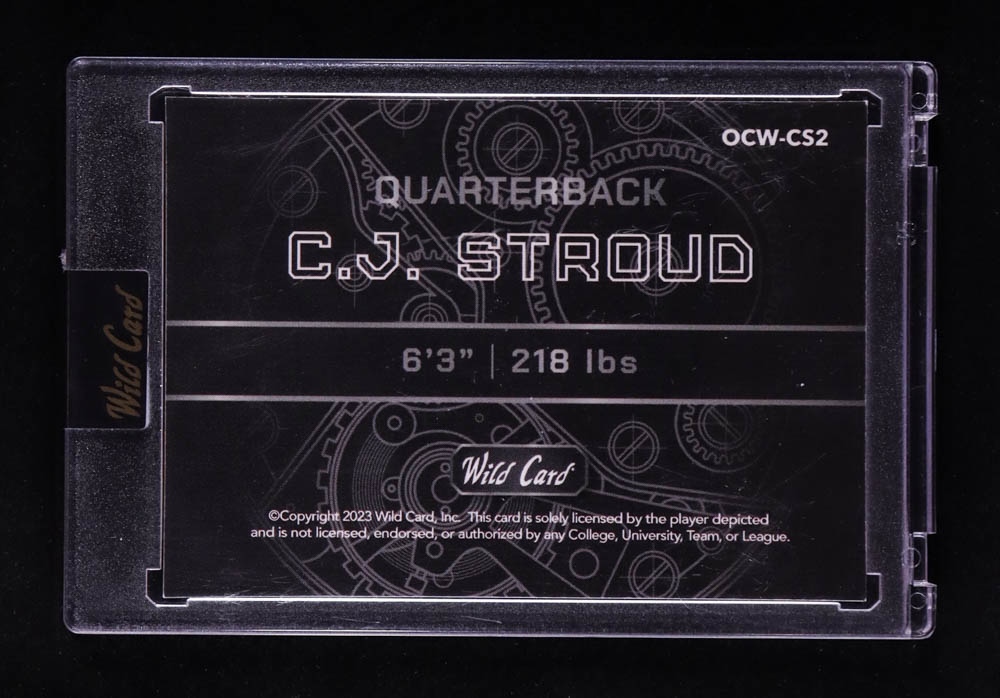 OCW-CS2
QUARTERBACK
C.J. STROUD
6'3" | 218 lbs
Wild Card
Wild Card
©Copyright 2023 Wild Card, Inc. This card is solely licensed by the player depicted
and is not licensed, endorsed, or authorized by any College, University, Team, or League.